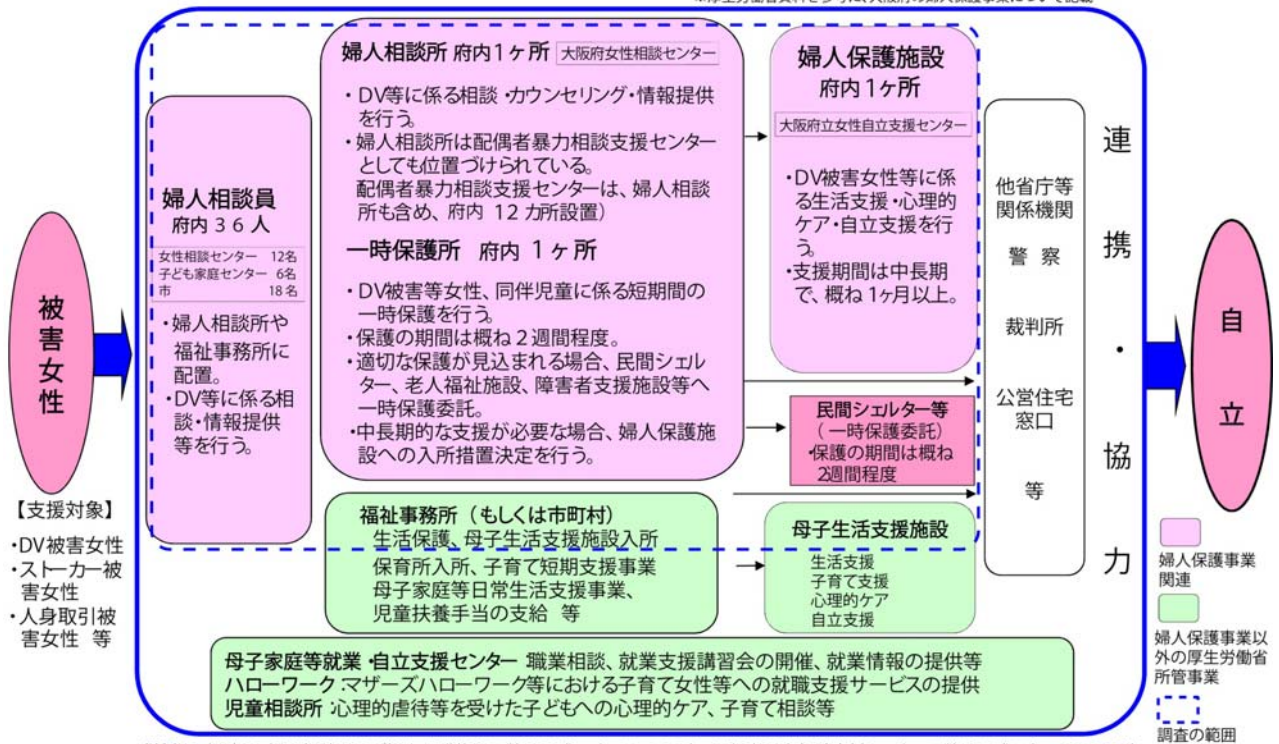 婦人相談所 府内1ヶ所 大阪府女性相談センター
・DV等に係る相談・カウンセリング・情報提供
を行う。
・婦人相談所は配偶者暴力相談支援センター
としても位置づけられている。
配偶者暴力相談支援センターは、婦人相談
所も含め、府内 12カ所設置)
一時保護所 府内 1ヶ所
・DV被害等女性、同伴児童に係る短期間の
一時保護を行う。
・保護の期間は概ね2週間程度。
・適切な保護が見込まれる場合、民間シェル
ター、老人福祉施設、障害者支援施設等へ
一時保護委託。
・中長期的な支援が必要な場合、婦人保護施
設への入所措置決定を行う。
婦人保護施設
府内1ヶ所
大阪府立女性自立支援センター
・DV被害女性等に係
る生活支援・心理的
ケア・自立支援を行
う。
・支援期間は中長期
で、概ね1ヶ月以上。
婦人相談員
府内36人
女性相談センター 12名
子ども家庭センター 6名
市 18名
・婦人相談所や
福祉事務所に
配置。
・DV等に係る相
談・情報提供
等を行う。
被害女性
【支援対象】
・DV被害女性
・ストーカー被
害女性
・人身取引被
害女性 等
民間シェルター等
(一時保護委託)
・保護の期間は概ね
2週間程度
福祉事務所(もしくは市町村)
生活保護、母子生活支援施設入所
保育所入所、子育て短期支援事業
母子家庭等日常生活支援事業、
児童扶養手当の支給 等
母子生活支援施設
生活支援
子育て支援
心理的ケア
自立支援
母子家庭等就業・自立支援センター:職業相談、就業支援講習会の開催、就業情報の提供等
ハローワーク:マザーズハローワーク等における子育て女性等への就職支援サービスの提供
児童相談所:心理的虐待等を受けた子どもへの心理的ケア、子育て相談等
他省庁等
関係機関
警 察
裁判所
公営住宅
窓口
等
連携・協力
自立
婦人保護事業
関連
婦人保護事業以
外の厚生労働省
所管事業
調査の範囲